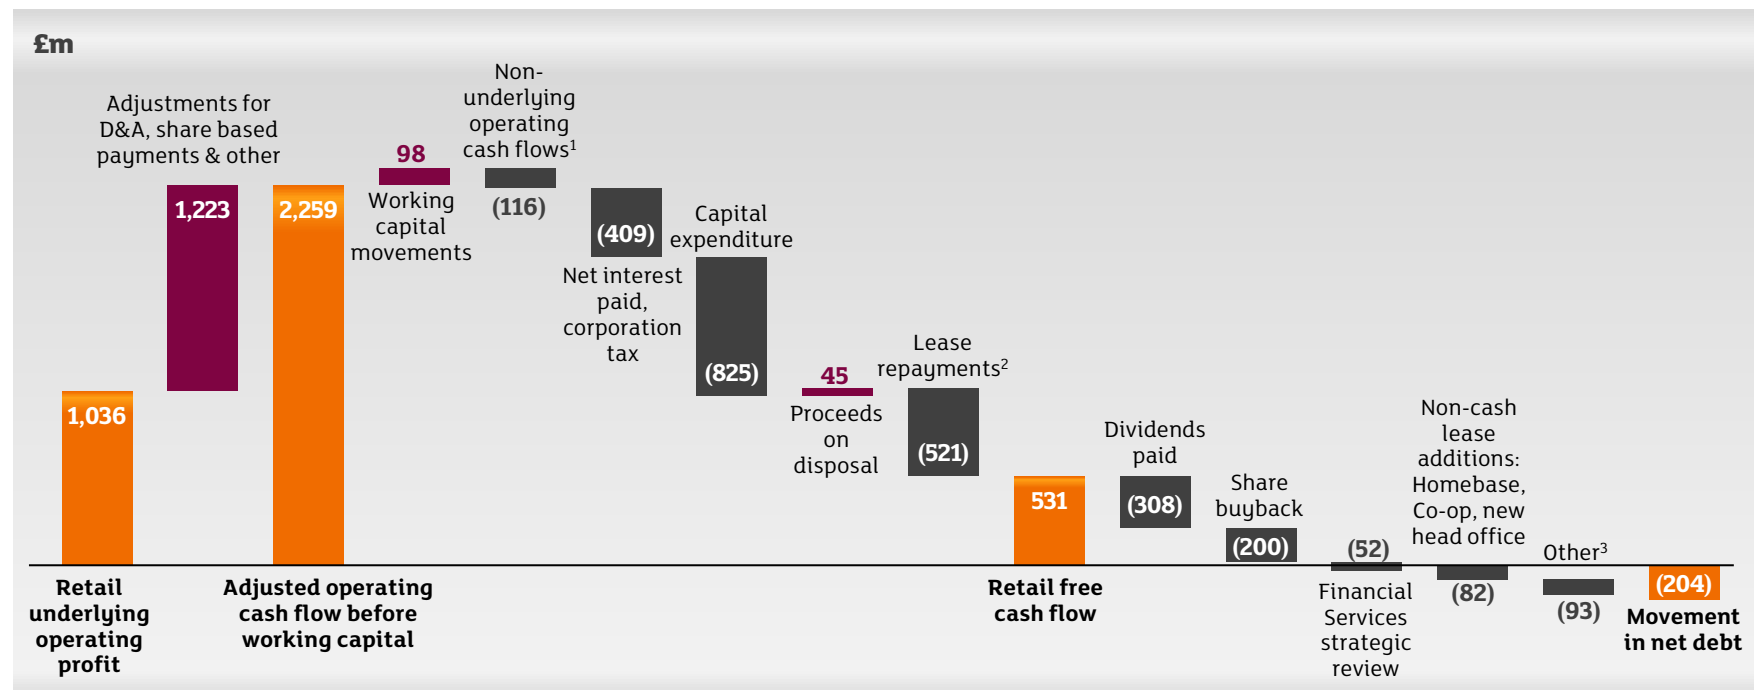 £m
Adjustments for
D&A, share based
payments & other
1,223
1,036
Retail
underlying
operating
profit
2,259
Adjusted operating
cash flow before
working capital
98
Working
capital
movements
Non-
underlying
operating
cash flows¹
(116)
(409)
Net interest
paid,
corporation
tax
Capital
expenditure
(825)
45
Proceeds
on
disposal
Lease
repayments²
(521)
531
Retail free
cash flow
Dividends
paid
(308)
Share
buyback
(200)
(52)
Financial
Services
strategic
review
Non-cash
lease
additions:
Homebase,
Co-op, new
head office
(82)
Other³
(93)
(204)
Movement
in net debt